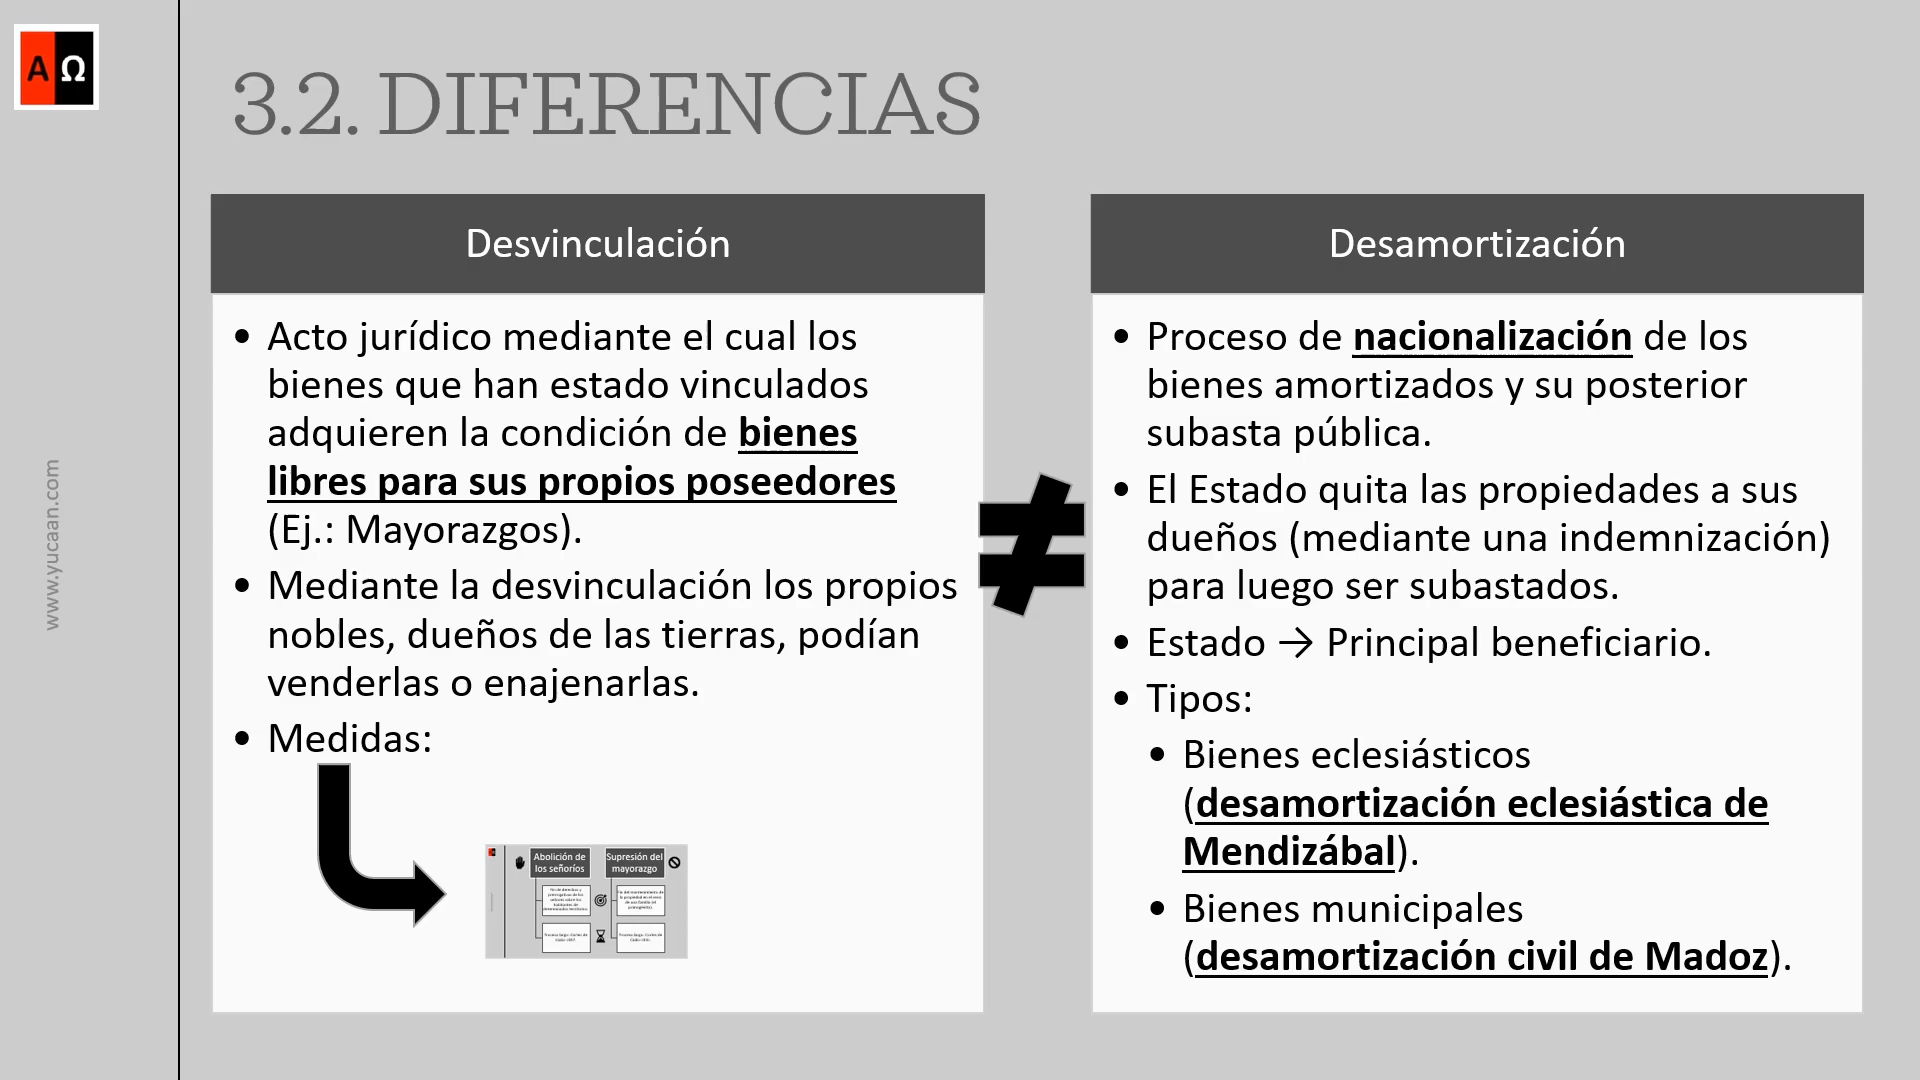 AΩ
3.2. DIFERENCIAS
Desvinculación
• Acto jurídico mediante el cual los
bienes que han estado vinculados
adquieren la condición de bienes
libres para sus propios poseedores
(Ej.: Mayorazgos).
• Mediante la desvinculación los propios
nobles, dueños de las tierras, podían
venderlas o enajenarlas.
• Medidas:
Abolición de
los señoríos
Supresión del
mayorazgo
≠
Desamortización
• Proceso de nacionalización de los
bienes amortizados y su posterior
subasta pública.
• El Estado quita las propiedades a sus
dueños (mediante una indemnización)
para luego ser subastados.
• Estado → Principal beneficiario.
• Tipos:
• Bienes eclesiásticos
(desamortización eclesiástica de
Mendizábal).
• Bienes municipales
(desamortización civil de Madoz).
www.yucaan.com